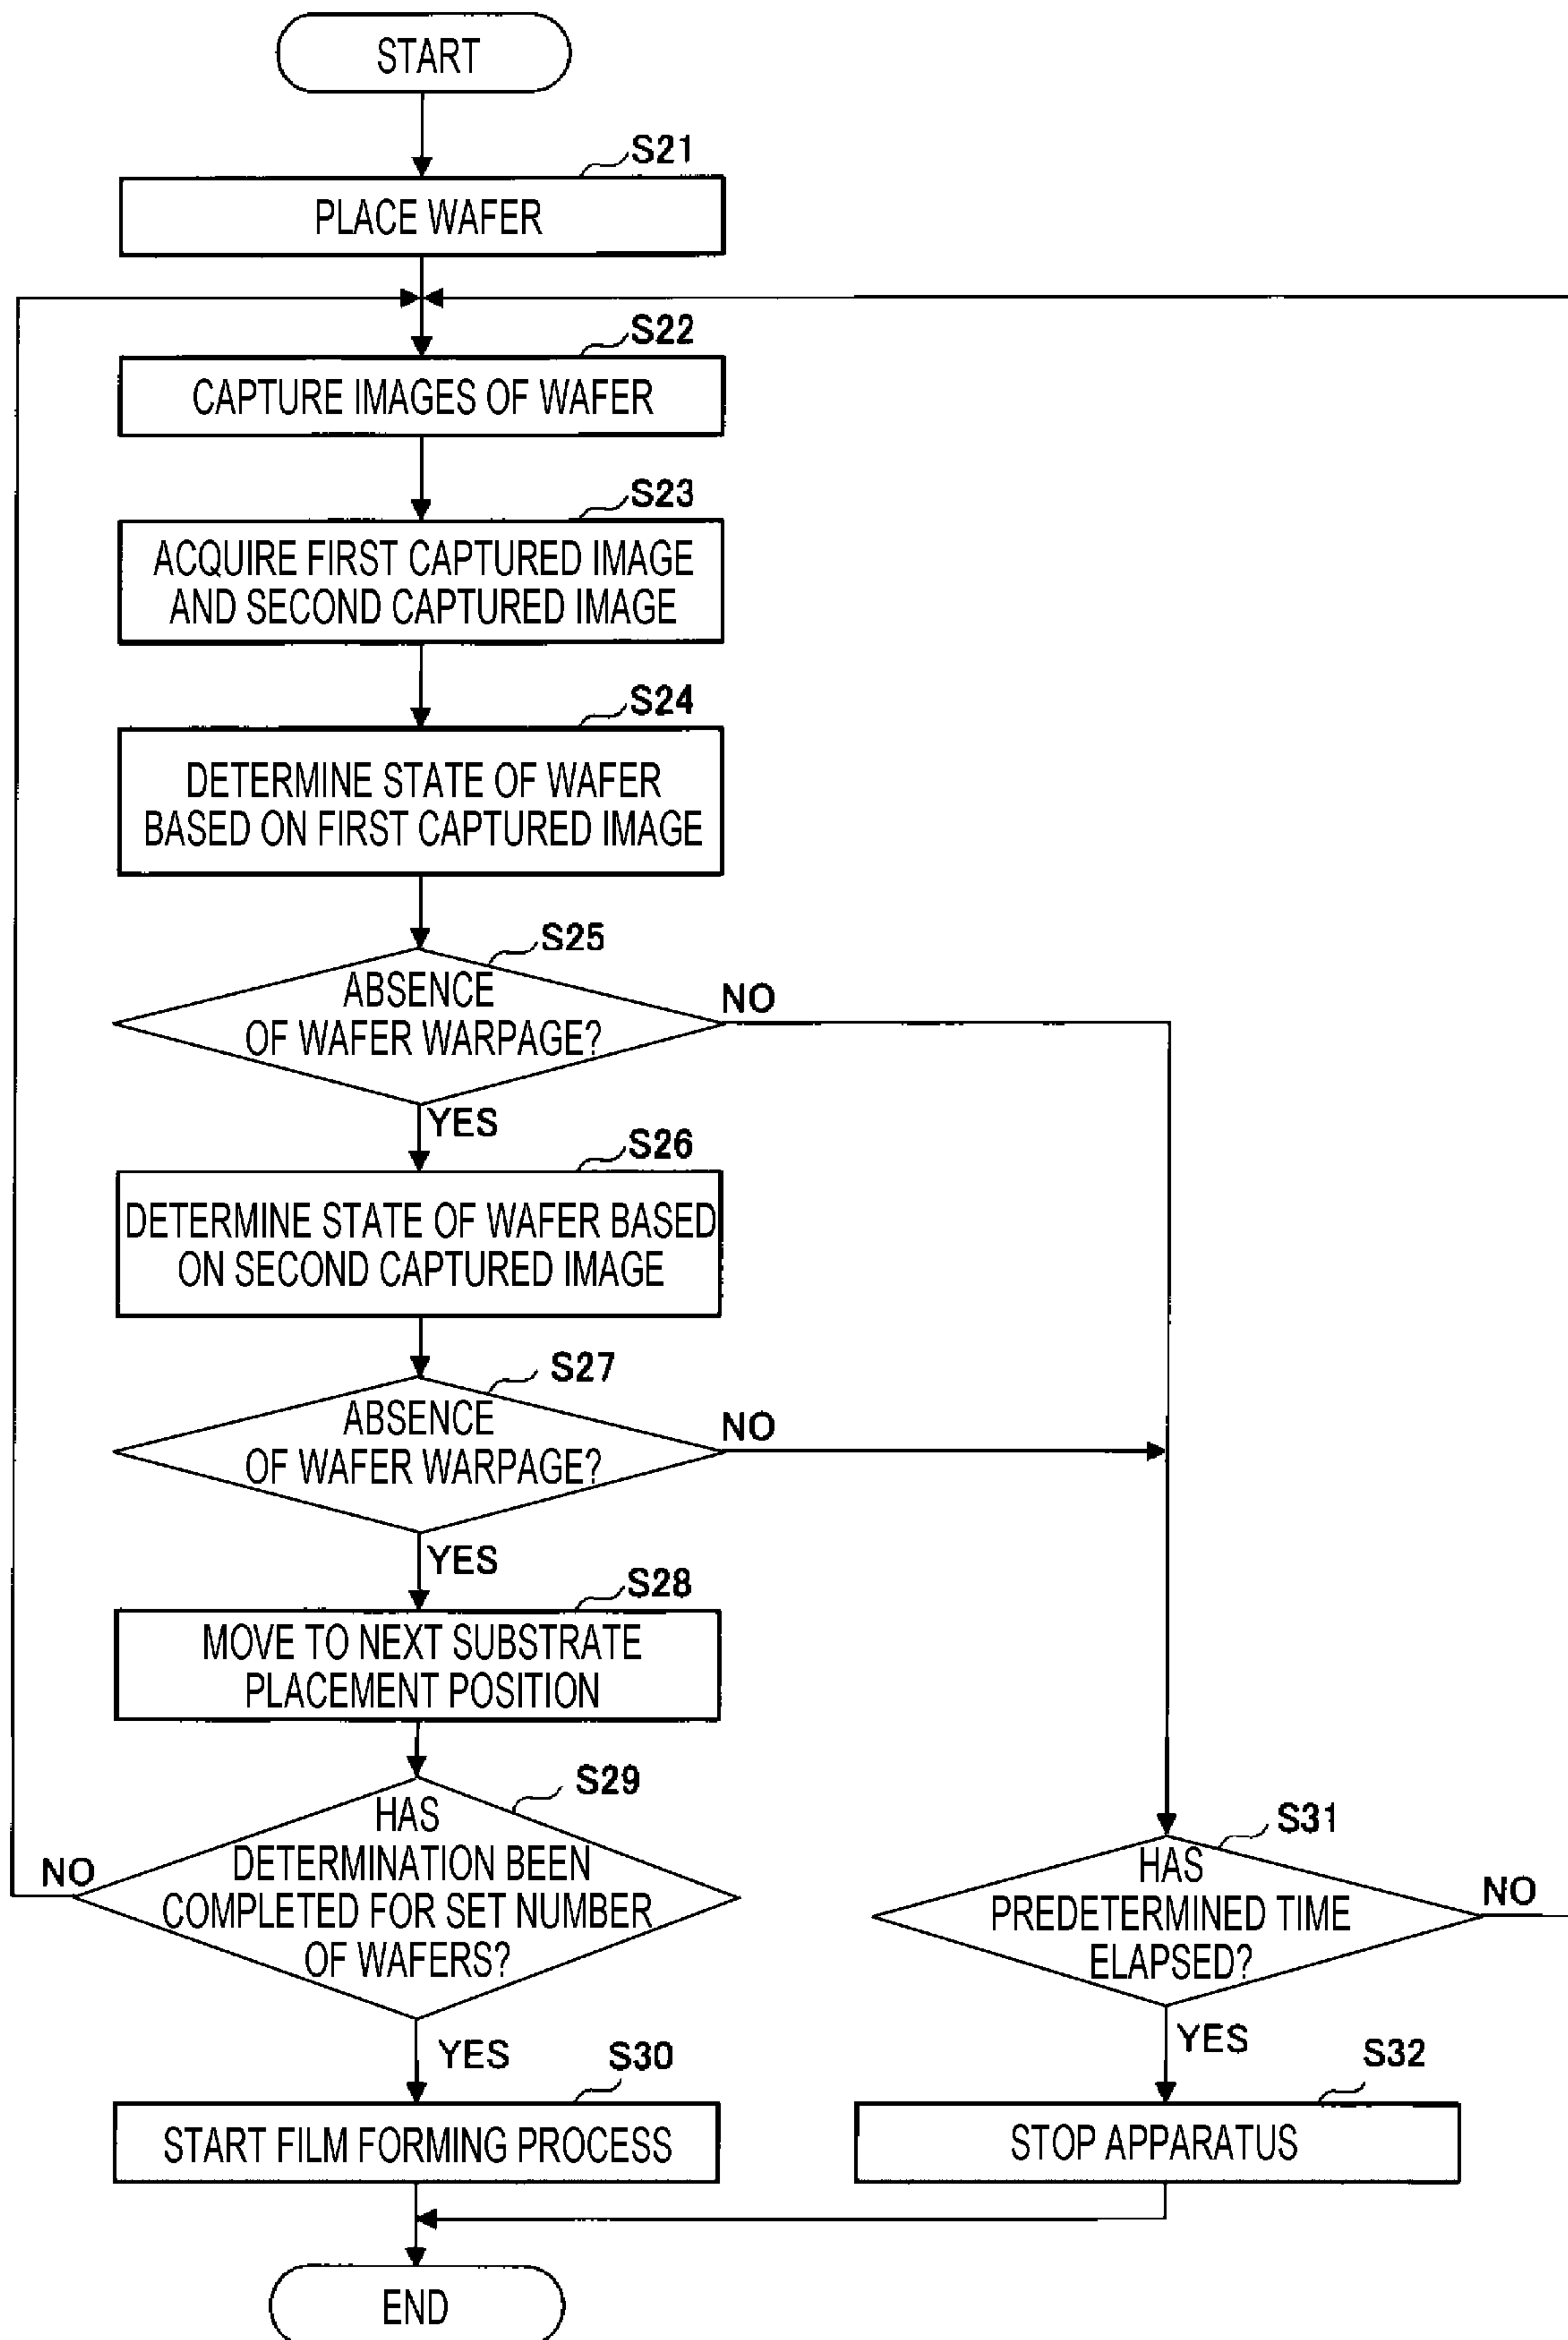 START
S21
PLACE WAFER
S22
CAPTURE IMAGES OF WAFER
S23
ACQUIRE FIRST CAPTURED IMAGE
AND SECOND CAPTURED IMAGE
S24
DETERMINE STATE OF WAFER
BASED ON FIRST CAPTURED IMAGE
S25
ABSENCE
OF WAFER WARPAGE?
NO
YES
S26
DETERMINE STATE OF WAFER BASED
ON SECOND CAPTURED IMAGE
S27
ABSENCE
OF WAFER WARPAGE?
NO
YES
S28
MOVE TO NEXT SUBSTRATE
PLACEMENT POSITION
S29
HAS
DETERMINATION BEEN
COMPLETED FOR SET NUMBER
OF WAFERS?
NO
YES
S30
START FILM FORMING PROCESS
S31
HAS
PREDETERMINED TIME
ELAPSED?
NO
YES
S32
STOP APPARATUS
END